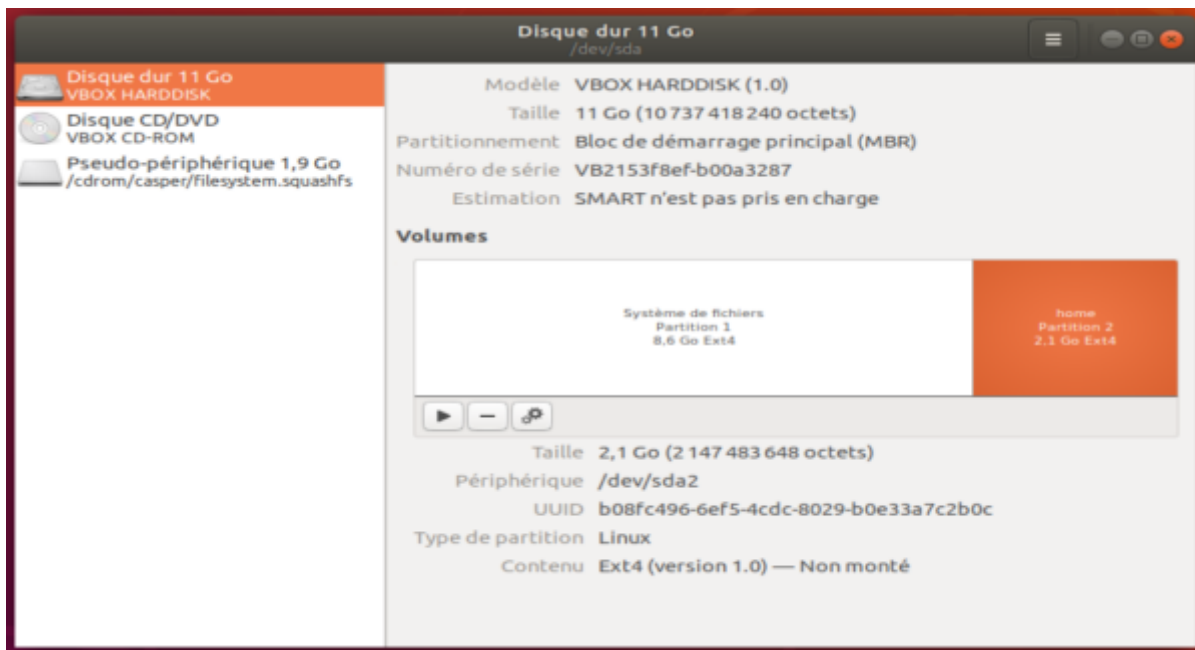 Disque dur 11 Go
/dev/sda
Disque dur 11 Go
VBOX HARDDISK
Disque CD/DVD
VBOX CD-ROM
Pseudo-périphérique 1,9 Go
/cdrom/casper/filesystem.squashfs
Modèle VBOX HARDDISK (1.0)
Taille 11 Go (10 737 418 240 octets)
Partitionnement Bloc de démarrage principal (MBR)
Numéro de série VB2153f8ef-b00a3287
Estimation SMART n'est pas pris en charge
Volumes
Système de fichiers
Partition 1
8,6 Go Ext4
home
Partition 2
2,1 Go Ext4
Taille 2,1 Go (2 147 483 648 octets)
Périphérique /dev/sda2
UUID b08fc496-6ef5-4cdc-8029-b0e33a7c2b0c
Type de partition Linux
Contenu Ext4 (version 1.0) — Non monté